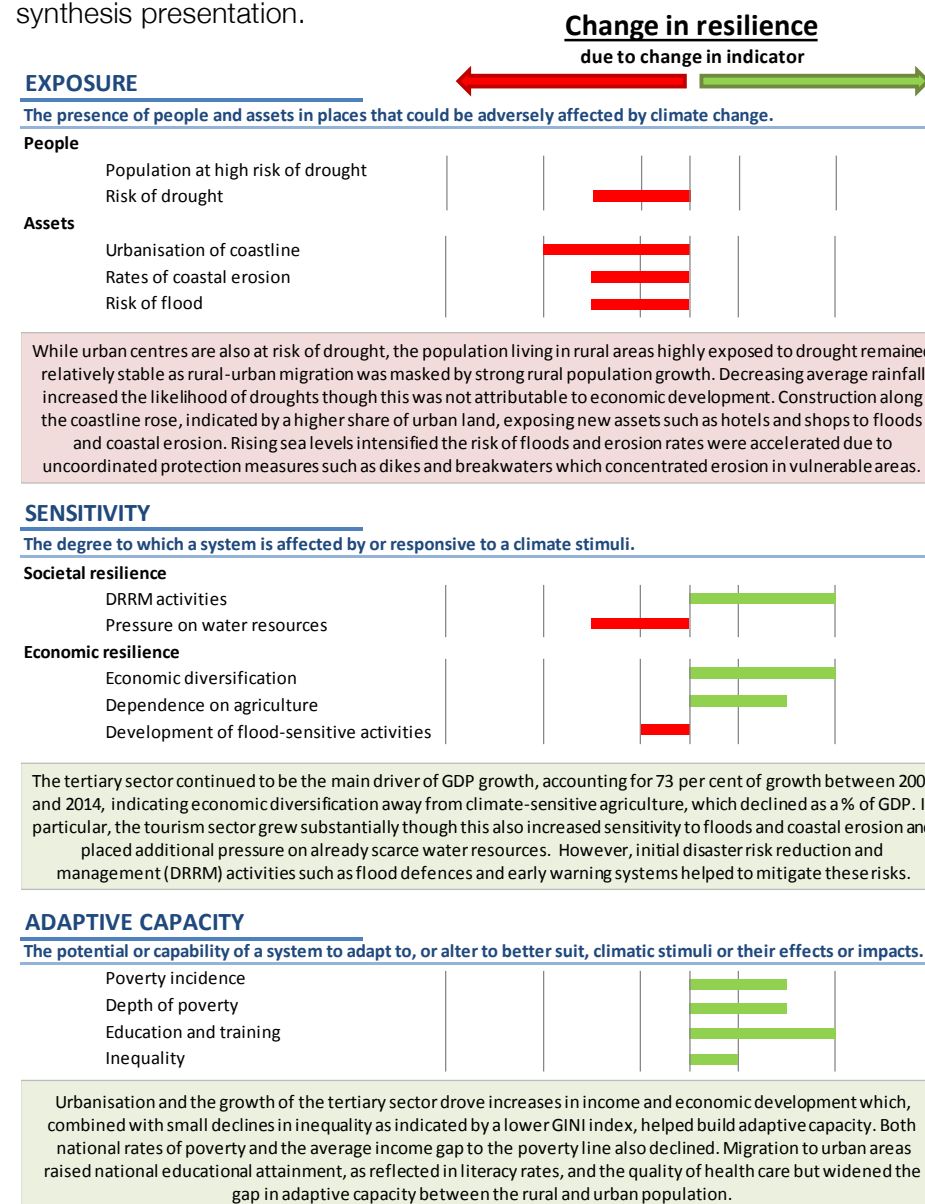 synthesis presentation.
Change in resilience
due to change in indicator
EXPOSURE
The presence of people and assets in places that could be adversely affected by climate change.
People
Population at high risk of drought
Risk of drought
Assets
Urbanisation of coastline
Rates of coastal erosion
Risk of flood
While urban centres are also at risk of drought, the population living in rural areas highly exposed to drought remained
relatively stable as rural-urban migration was masked by strong rural population growth. Decreasing average rainfall
increased the likelihood of droughts though this was not attributable to economic development. Construction along
the coastline rose, indicated by a higher share of urban land, exposing new assets such as hotels and shops to floods
and coastal erosion. Rising sea levels intensified the risk of floods and erosion rates were accelerated due to
uncoordinated protection measures such as dikes and breakwaters which concentrated erosion in vulnerable areas.
SENSITIVITY
The degree to which a system is affected by or responsive to a climate stimuli.
Societal resilience
DRRM activities
Pressure on water resources
Economic resilience
Economic diversification
Dependence on agriculture
Development of flood-sensitive activities
The tertiary sector continued to be the main driver of GDP growth, accounting for 73 per cent of growth between 200
and 2014, indicating economic diversification away from climate-sensitive agriculture, which declined as a % of GDP. I
particular, the tourism sector grew substantially though this also increased sensitivity to floods and coastal erosion and
placed additional pressure on already scarce water resources. However, initial disaster risk reduction and
management (DRRM) activities such as flood defences and early warning systems helped to mitigate these risks.
ADAPTIVE CAPACITY
The potential or capability of a system to adapt to, or alter to better suit, climatic stimuli or their effects or impacts.
Poverty incidence
Depth of poverty
Education and training
Inequality
Urbanisation and the growth of the tertiary sector drove increases in income and economic development which,
combined with small declines in inequality as indicated by a lower GINI index, helped build adaptive capacity. Both
national rates of poverty and the average income gap to the poverty line also declined. Migration to urban areas
raised national educational attainment, as reflected in literacy rates, and the quality of health care but widened the
gap in adaptive capacity between the rural and urban population.